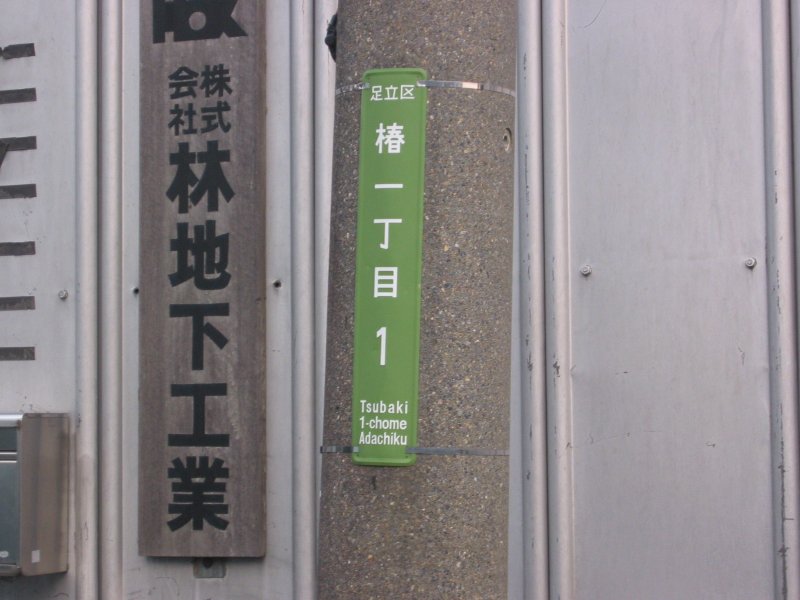 株式
会社
林地下工業
足立区
椿一丁目
1
Tsubaki
1-chome
Adachiku